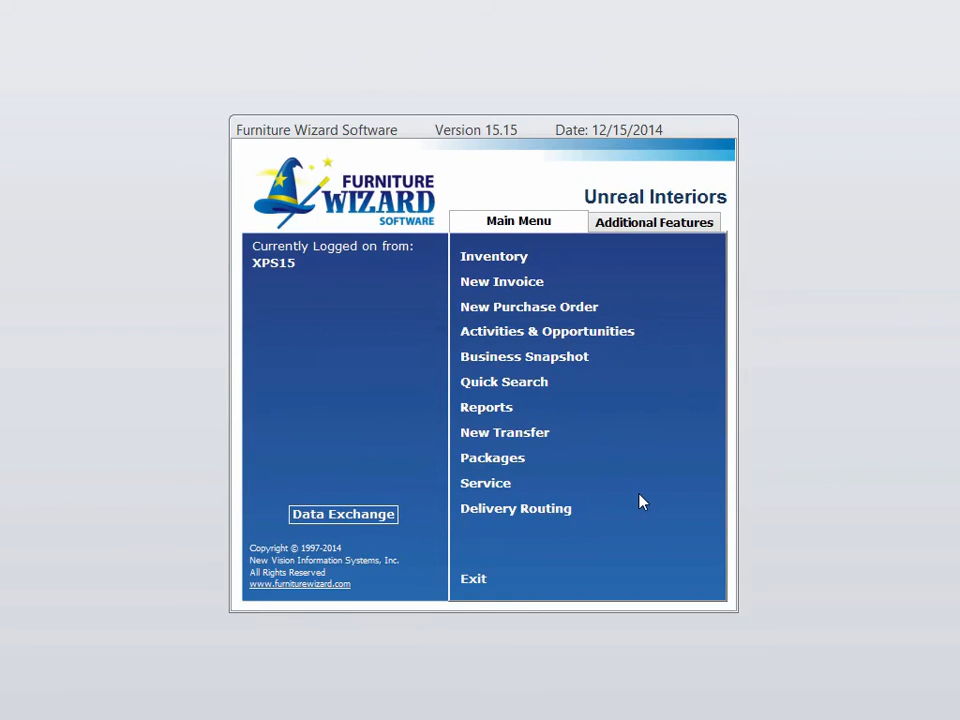 Furniture Wizard Software Version 15.15 Date: 12/15/2014
FURNITURE
WIZARD
SOFTWARE
Unreal Interiors
Main Menu Additional Features
Currently Logged on from:
XPS15
Inventory
New Invoice
New Purchase Order
Activities & Opportunities
Business Snapshot
Quick Search
Reports
New Transfer
Packages
Service
Delivery Routing
Exit
Data Exchange
Copyright © 1997-2014
New Vision Information Systems, Inc.
All Rights Reserved
www.furniturewizard.com